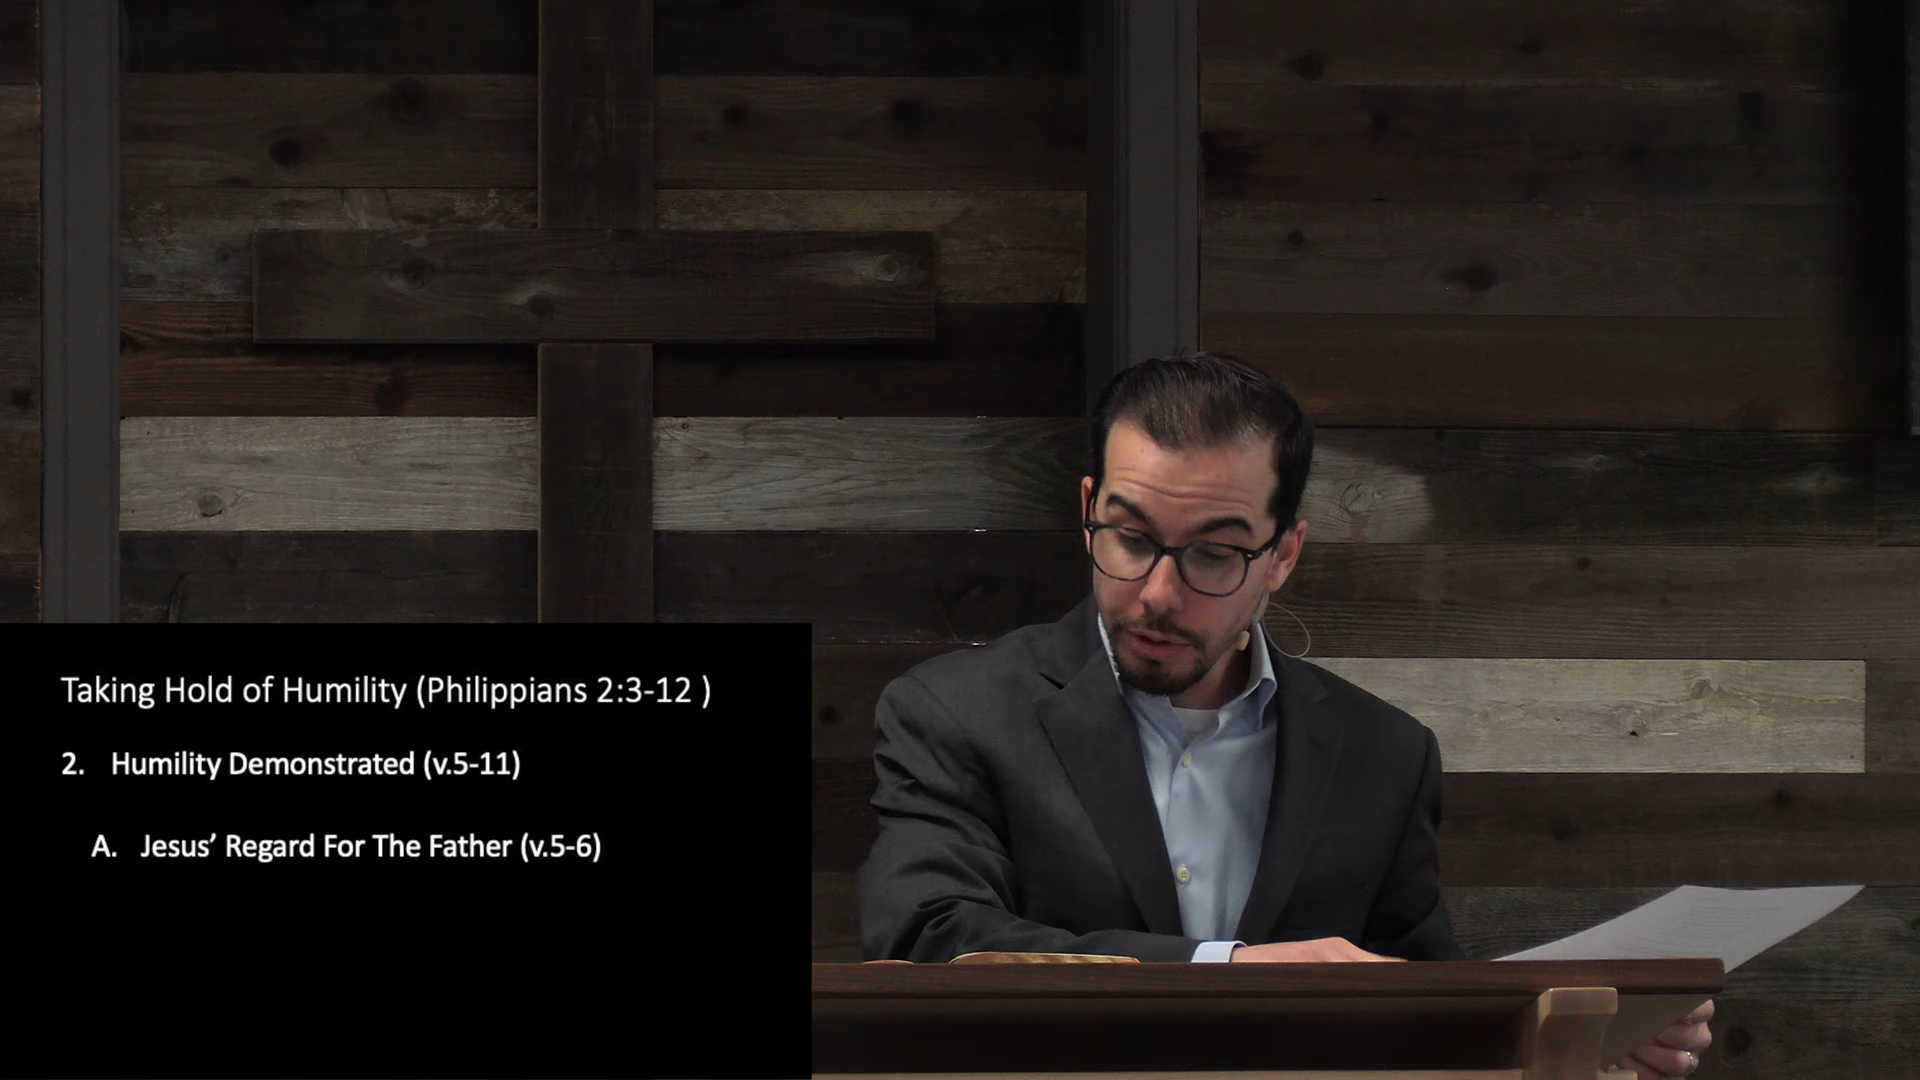 Taking Hold of Humility (Philippians 2:3-12 )
2. Humility Demonstrated (v.5-11)
A. Jesus’ Regard For The Father (v.5-6)